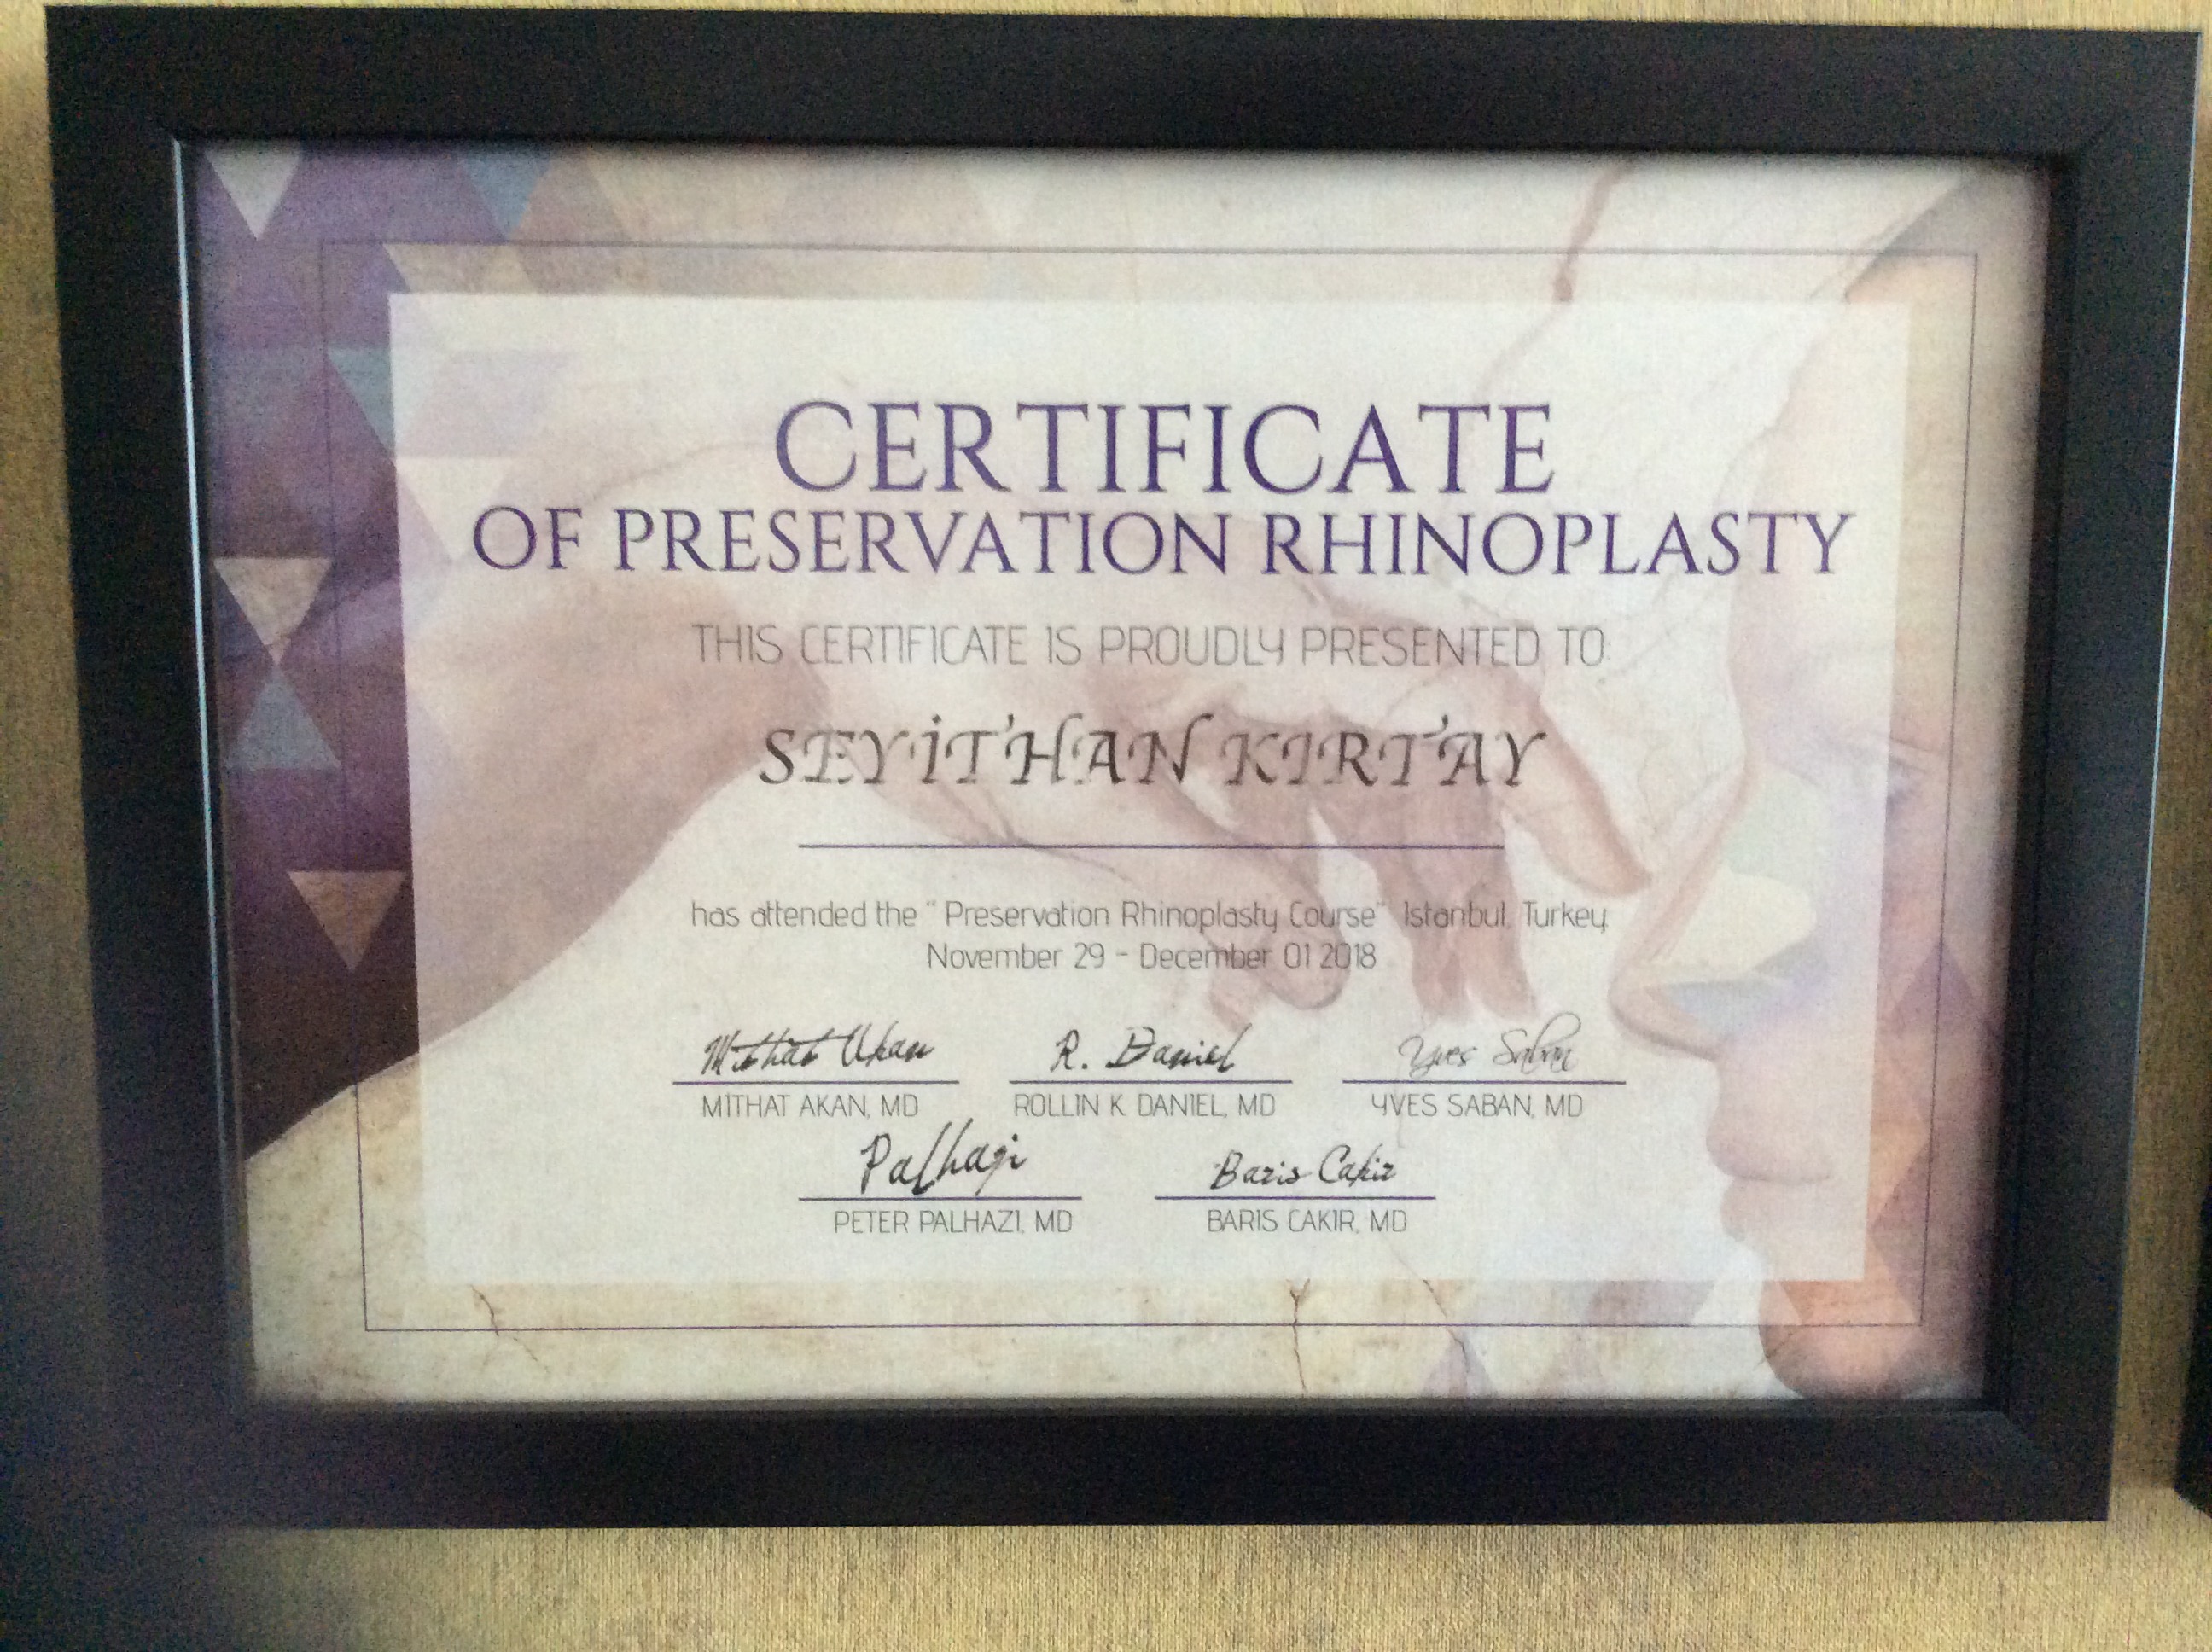 CERTIFICATE
OF PRESERVATION RHINOPLASTY
THIS CERTIFICATE IS PROUDLY PRESENTED TO:
SEYİTHAN KIRTAY
has attended the " Preservation Rhinoplasty Course" Istanbul, Turkey,
November 29 - December 01 2018
Mithat Akan R. Daniel Yves Saban
MITHAT AKAN, MD ROLLIN K. DANIEL, MD YVES SABAN, MD
Palhazi Baris Cakir
PETER PALHAZI, MD BARIS CAKIR, MD